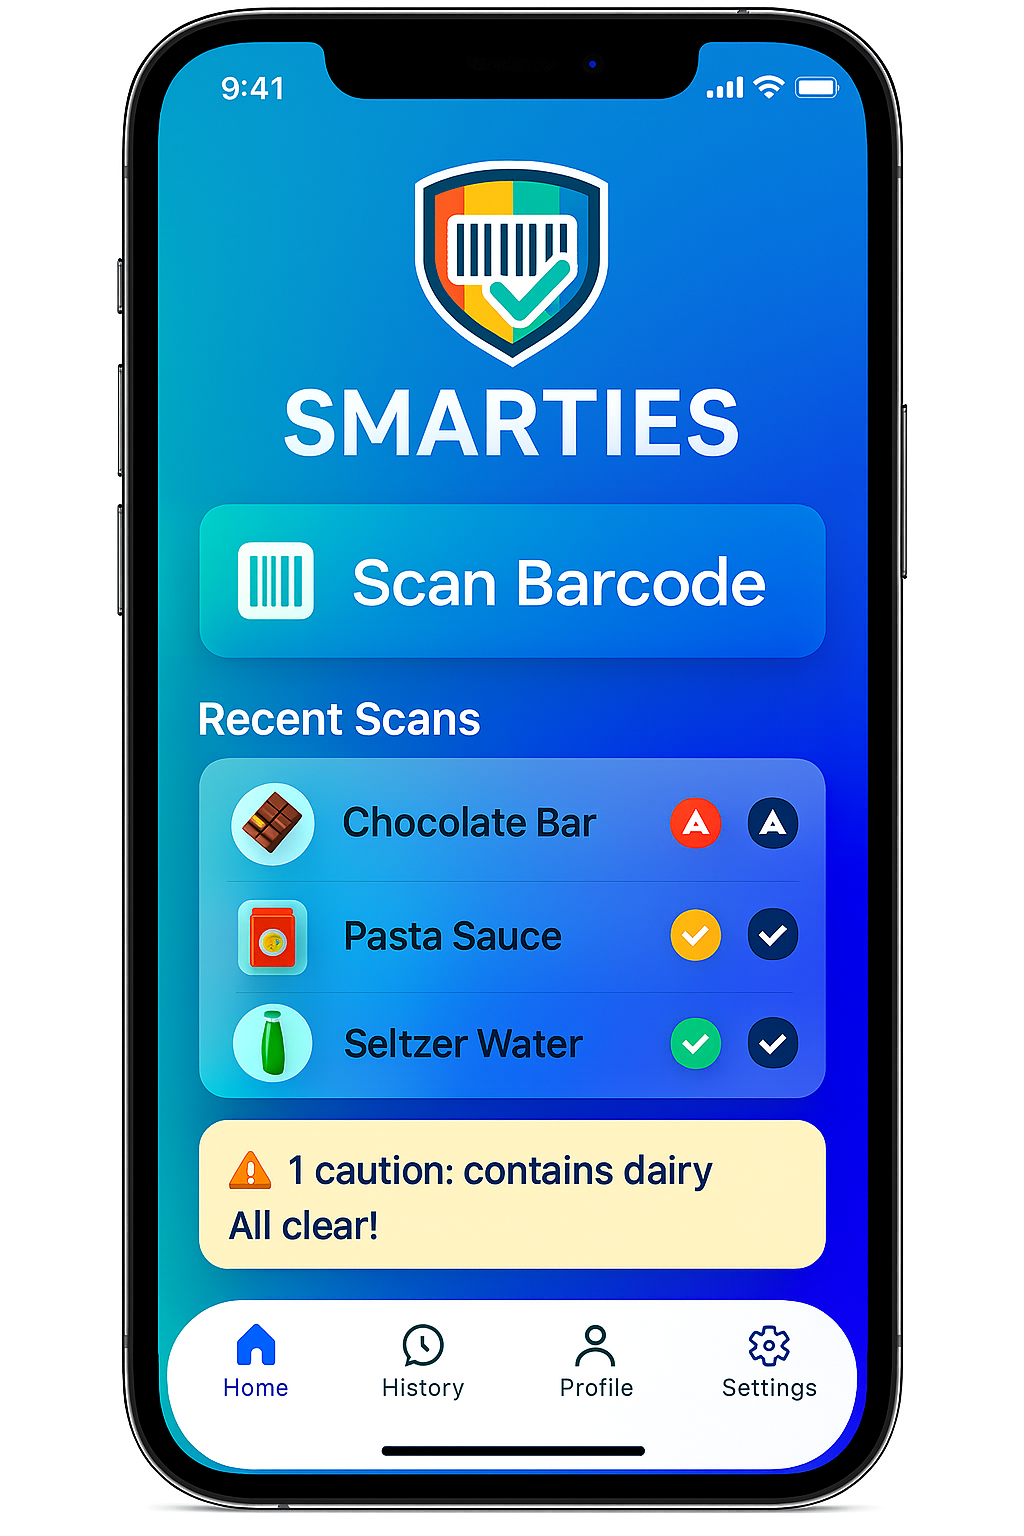 9:41
SMARTIES
Scan Barcode
Recent Scans
Chocolate Bar
Pasta Sauce
Seltzer Water
1 caution: contains dairy
All clear!
Home
History
Profile
Settings